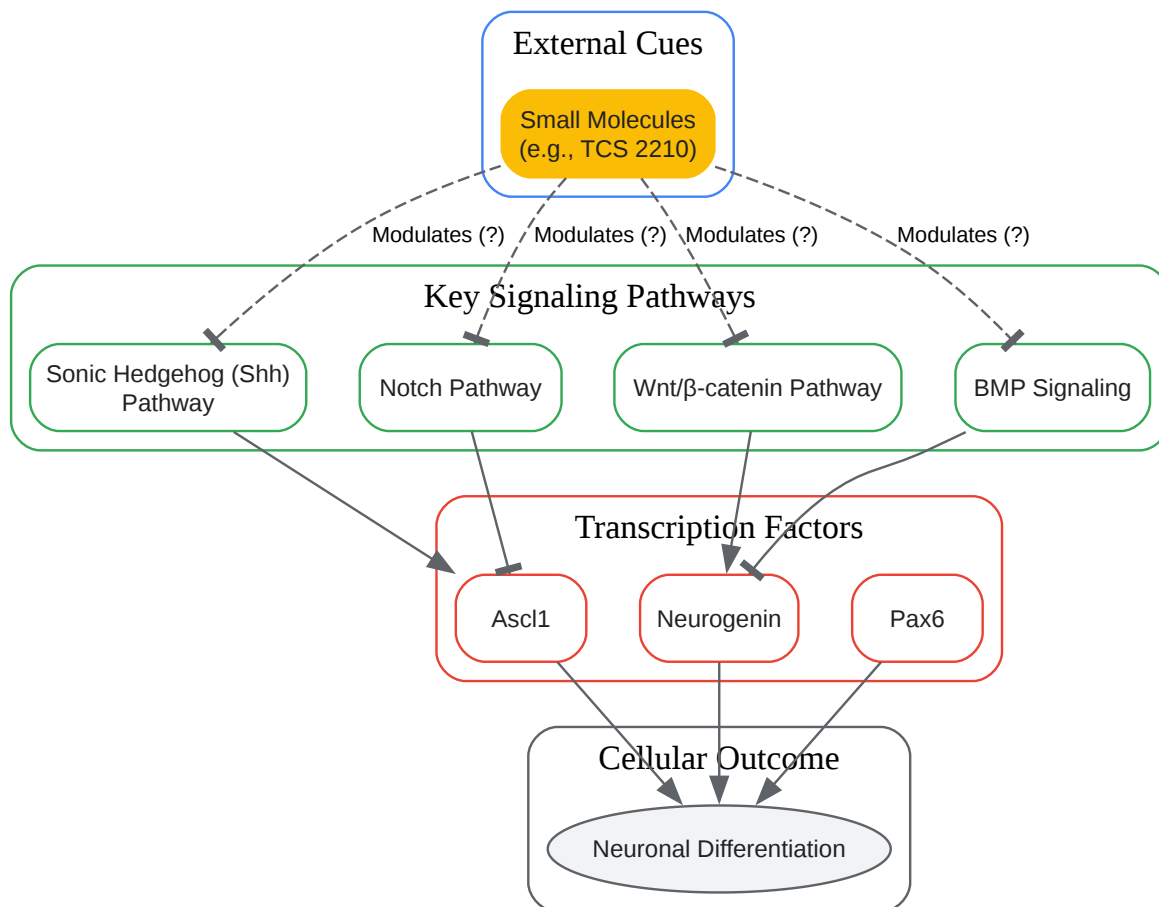 External Cues
Small Molecules
(e.g., TCS 2210)
Modulates (?)
Modulates (?)
Modulates (?)
Modulates (?)
Key Signaling Pathways
Sonic Hedgehog (Shh)
Pathway
Notch Pathway
Wnt/β-catenin Pathway
BMP Signaling
Transcription Factors
Ascl1
Neurogenin
Pax6
Cellular Outcome
Neuronal Differentiation